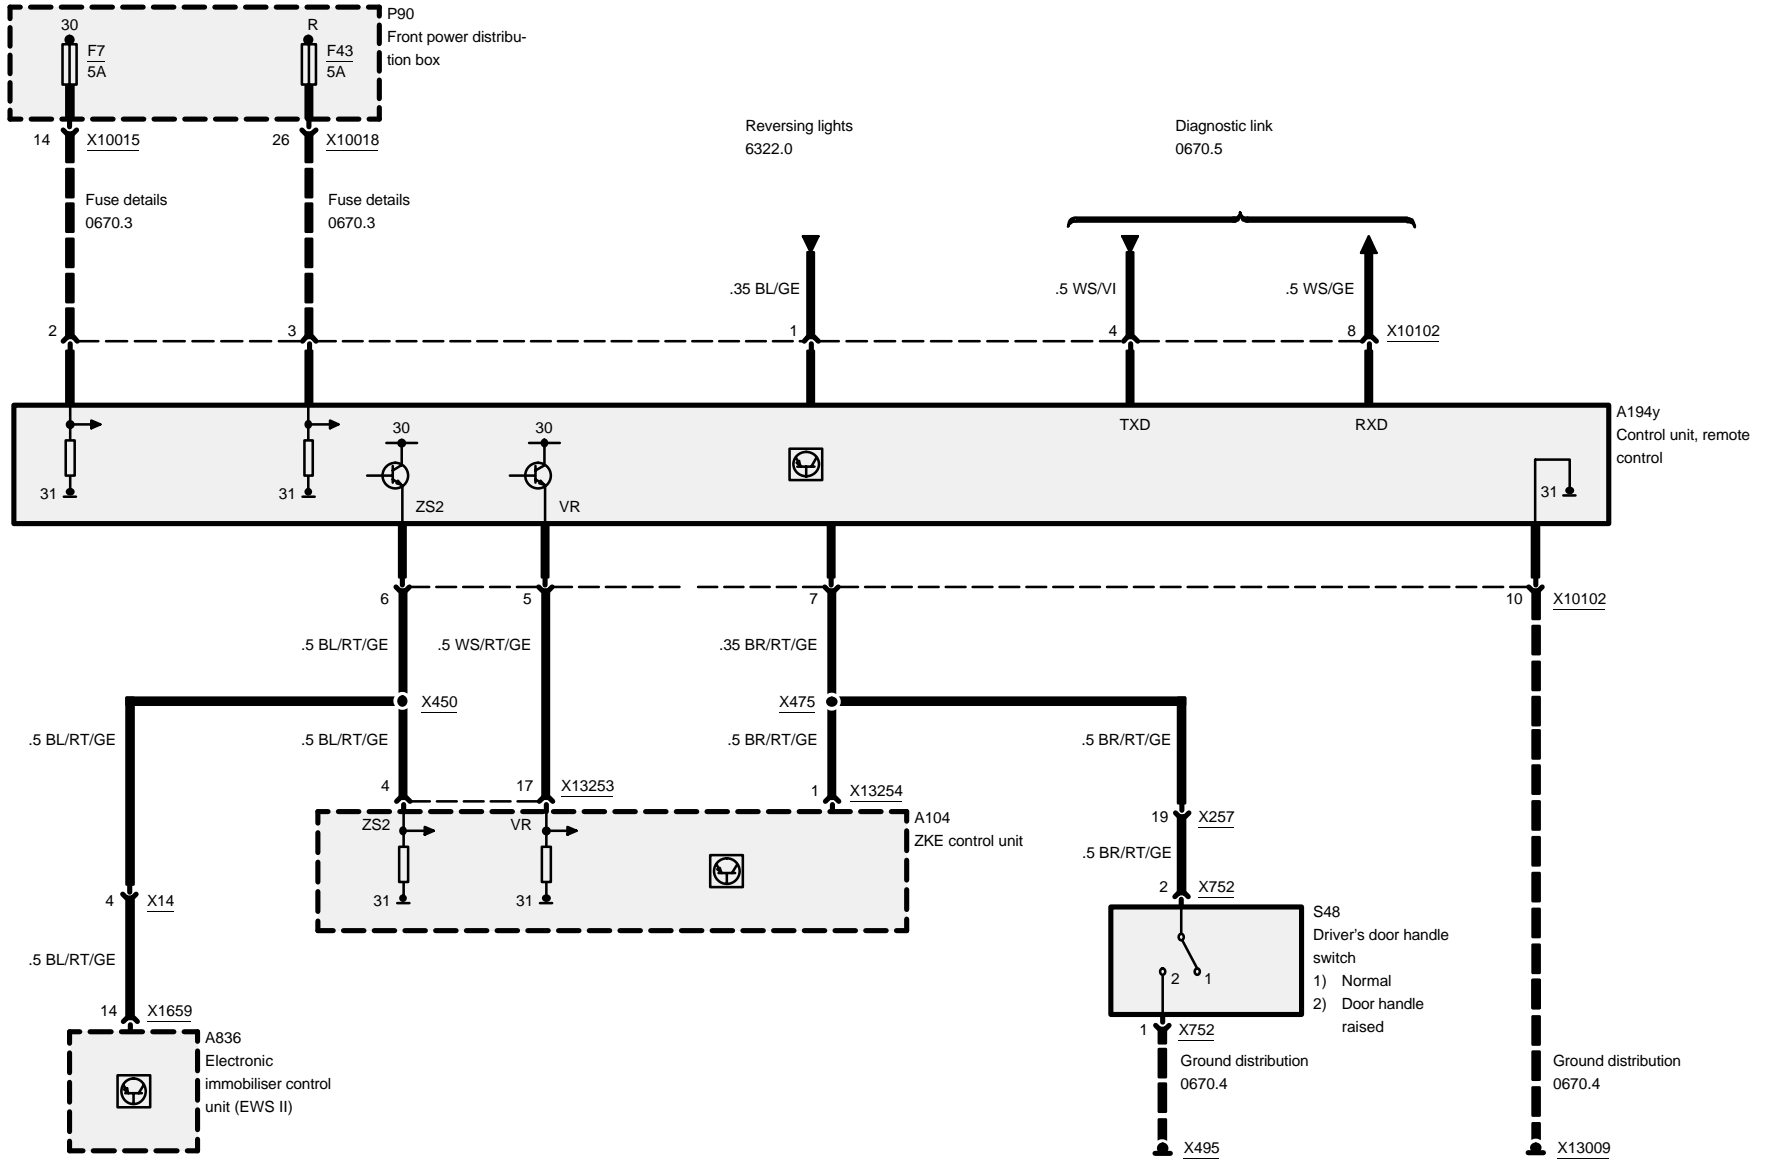 30
F7
5A
R
F43
5A
P90
Front power distribu-
tion box
14
X10015
26
X10018
Fuse details
0670.3
Fuse details
0670.3
Reversing lights
6322.0
Diagnostic link
0670.5
.35 BL/GE
.5 WS/VI
.5 WS/GE
2
3
1
4
8
X10102
TXD
RXD
A194y
Control unit, remote
control
30
30
31
31
31
ZS2
VR
6
5
7
10
X10102
.5 BL/RT/GE
.5 WS/RT/GE
.35 BR/RT/GE
X450
X475
.5 BL/RT/GE
.5 BL/RT/GE
.5 BR/RT/GE
.5 BR/RT/GE
4
17
X13253
1
X13254
A104
ZKE control unit
ZS2
VR
31
31
19
X257
.5 BR/RT/GE
2
X752
4
X14
.5 BL/RT/GE
14
X1659
A836
Electronic
immobiliser control
unit (EWS II)
S48
Driver's door handle
switch
1) Normal
2) Door handle
raised
2
1
1
X752
Ground distribution
0670.4
X495
Ground distribution
0670.4
X13009